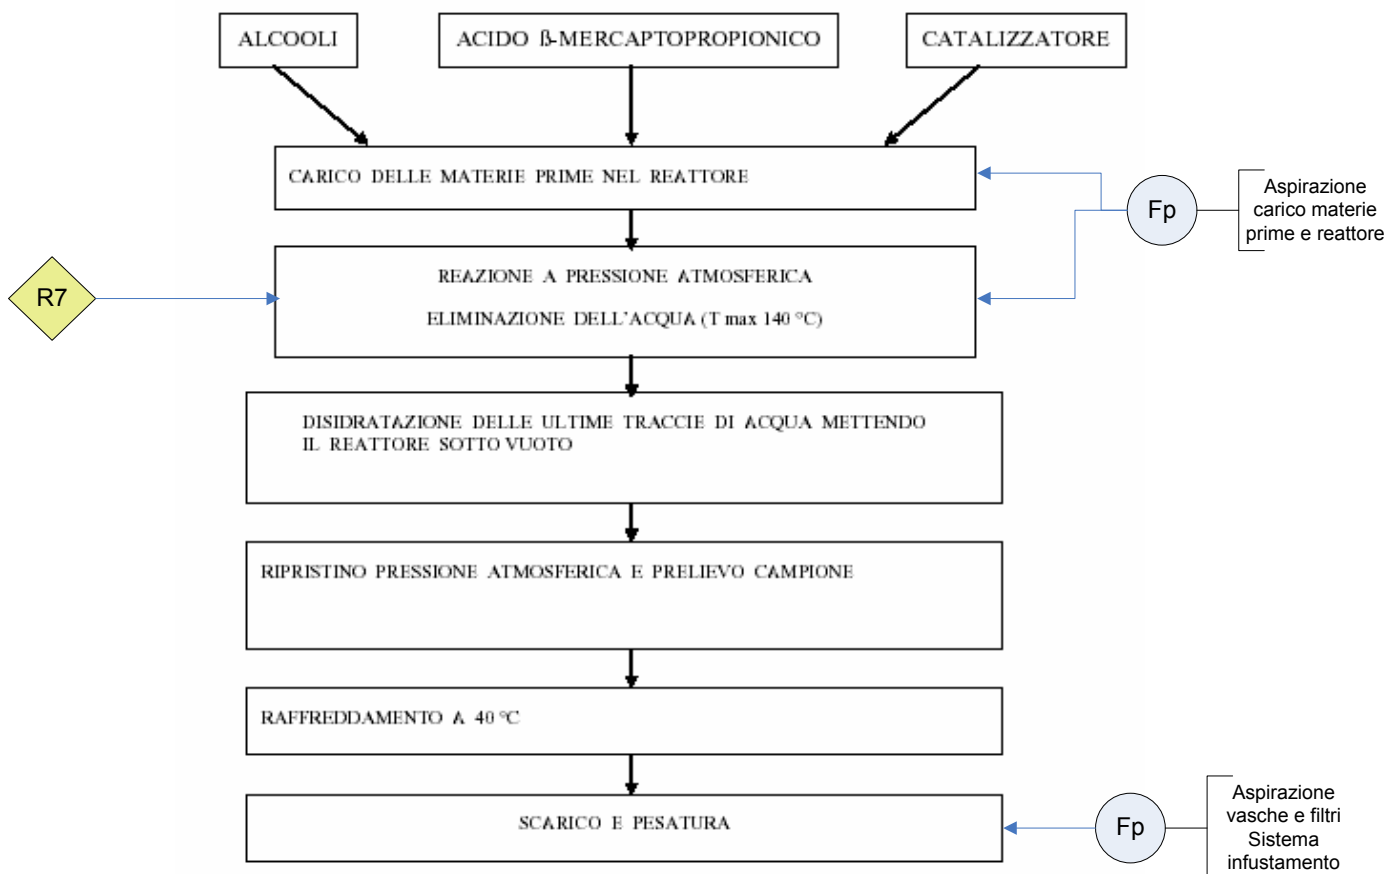 ALCOOLI
ACIDO ß-MERCAPTOPROPIONICO
CATALIZZATORE
CARICO DELLE MATERIE PRIME NEL REATTORE
Fp
Aspirazione
carico materie
prime e reattore
R7
REAZIONE A PRESSIONE ATMOSFERICA
ELIMINAZIONE DELL'ACQUA (T max 140 °C)
DISIDRATAZIONE DELLE ULTIME TRACCIE DI ACQUA METTENDO
IL REATTORE SOTTO VUOTO
RIPRISTINO PRESSIONE ATMOSFERICA E PRELIEVO CAMPIONE
RAFFREDDAMENTO A 40 °C
SCARICO E PESATURA
Fp
Aspirazione
vasche e filtri
Sistema
infustamento